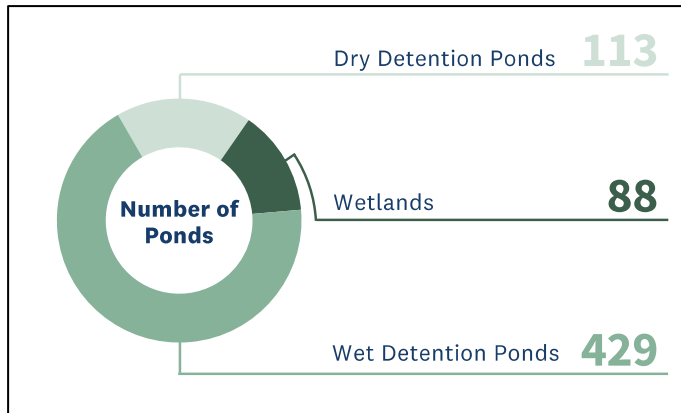 Dry Detention Ponds 113
Number of
Ponds
Wetlands 88
Wet Detention Ponds 429